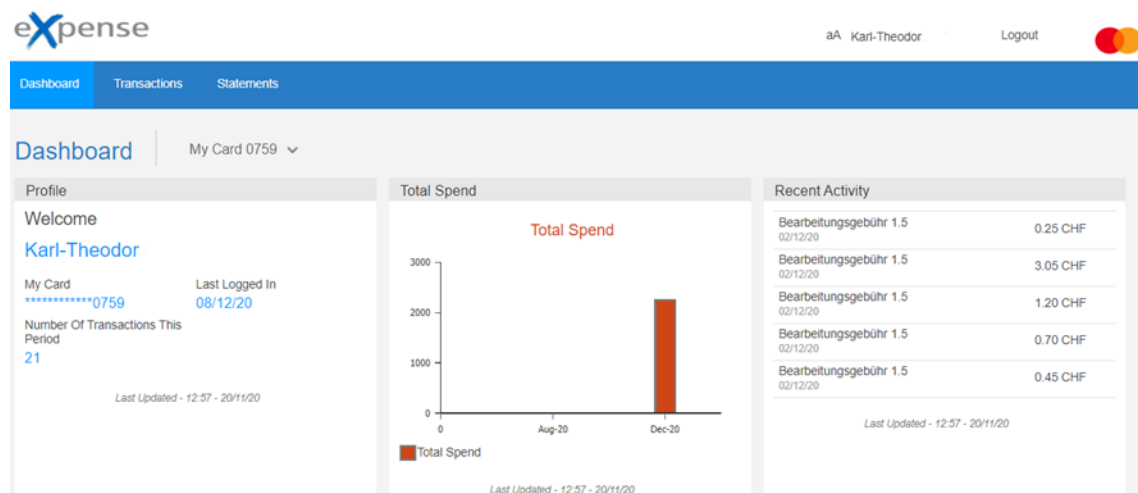 eXpense
aA Karl-Theodor Logout
Dashboard Transactions Statements
Dashboard My Card 0759
Profile
Welcome
Karl-Theodor
My Card Last Logged In
************0759 08/12/20
Number Of Transactions This
Period
21
Last Updated - 12:57 - 20/11/20
Total Spend
Total Spend
3000
2000
1000
0
0 Aug-20 Dec-20
Total Spend
Last Updated - 12:57 - 20/11/20
Recent Activity
Bearbeitungsgebühr 1.5 0.25 CHF
02/12/20
Bearbeitungsgebühr 1.5 3.05 CHF
02/12/20
Bearbeitungsgebühr 1.5 1.20 CHF
02/12/20
Bearbeitungsgebühr 1.5 0.70 CHF
02/12/20
Bearbeitungsgebühr 1.5 0.45 CHF
02/12/20
Last Updated - 12:57 - 20/11/20